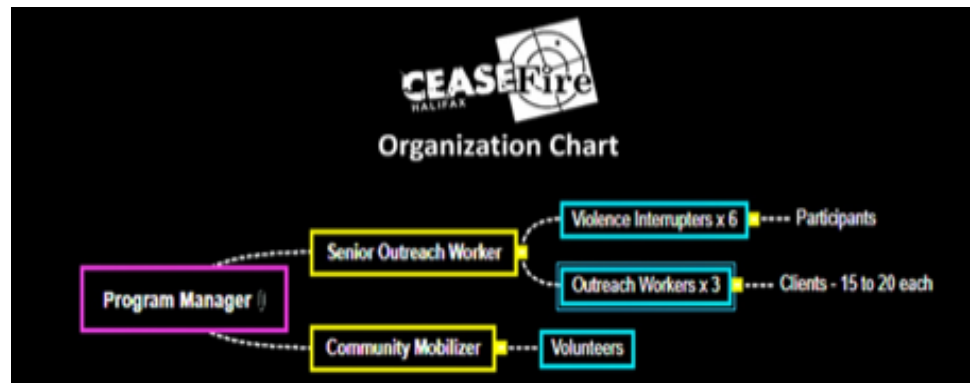 CEASEFire
HALIFAX
Organization Chart
Violence Interrupters x 6
Participants
Senior Outreach Worker
Outreach Workers x 3
Clients - 15 to 20 each
Program Manager
Community Mobilizer
Volunteers